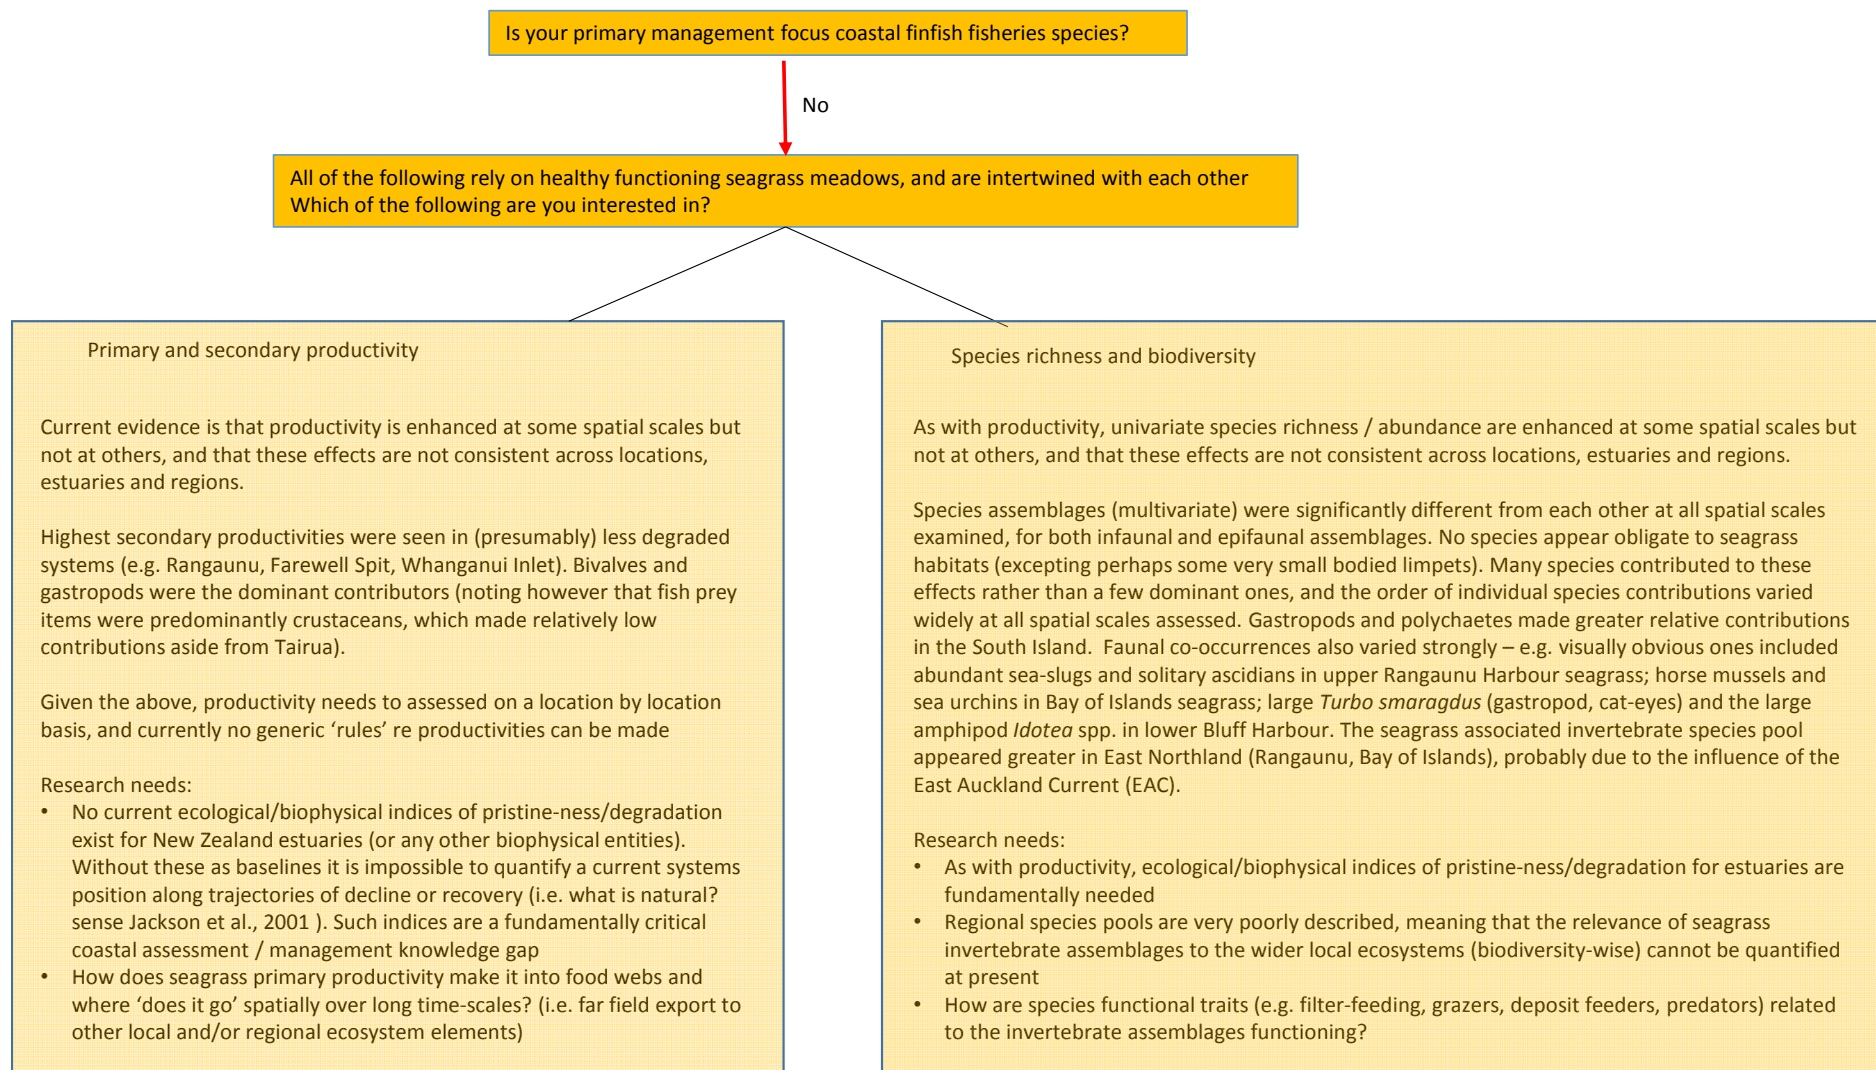 Is your primary management focus coastal finfish fisheries species?
No
All of the following rely on healthy functioning seagrass meadows, and are intertwined with each other
Which of the following are you interested in?
Primary and secondary productivity
Current evidence is that productivity is enhanced at some spatial scales but
not at others, and that these effects are not consistent across locations,
estuaries and regions.
Highest secondary productivities were seen in (presumably) less degraded
systems (e.g. Rangaunu, Farewell Spit, Whanganui Inlet). Bivalves and
gastropods were the dominant contributors (noting however that fish prey
items were predominantly crustaceans, which made relatively low
contributions aside from Tairua).
Given the above, productivity needs to assessed on a location by location
basis, and currently no generic ‘rules’ re productivities can be made
Research needs:
• No current ecological/biophysical indices of pristine-ness/degradation
exist for New Zealand estuaries (or any other biophysical entities).
Without these as baselines it is impossible to quantify a current systems
position along trajectories of decline or recovery (i.e. what is natural?
sense Jackson et al., 2001 ). Such indices are a fundamentally critical
coastal assessment / management knowledge gap
• How does seagrass primary productivity make it into food webs and
where ‘does it go’ spatially over long time-scales? (i.e. far field export to
other local and/or regional ecosystem elements)
Species richness and biodiversity
As with productivity, univariate species richness / abundance are enhanced at some spatial scales but
not at others, and that these effects are not consistent across locations, estuaries and regions.
Species assemblages (multivariate) were significantly different from each other at all spatial scales
examined, for both infaunal and epifaunal assemblages. No species appear obligate to seagrass
habitats (excepting perhaps some very small bodied limpets). Many species contributed to these
effects rather than a few dominant ones, and the order of individual species contributions varied
widely at all spatial scales assessed. Gastropods and polychaetes made greater relative contributions
in the South Island. Faunal co-occurrences also varied strongly – e.g. visually obvious ones included
abundant sea-slugs and solitary ascidians in upper Rangaunu Harbour seagrass; horse mussels and
sea urchins in Bay of Islands seagrass; large Turbo smaragdus (gastropod, cat-eyes) and the large
amphipod Idotea spp. in lower Bluff Harbour. The seagrass associated invertebrate species pool
appeared greater in East Northland (Rangaunu, Bay of Islands), probably due to the influence of the
East Auckland Current (EAC).
Research needs:
• As with productivity, ecological/biophysical indices of pristine-ness/degradation for estuaries are
fundamentally needed
• Regional species pools are very poorly described, meaning that the relevance of seagrass
invertebrate assemblages to the wider local ecosystems (biodiversity-wise) cannot be quantified
at present
• How are species functional traits (e.g. filter-feeding, grazers, deposit feeders, predators) related
to the invertebrate assemblages functioning?